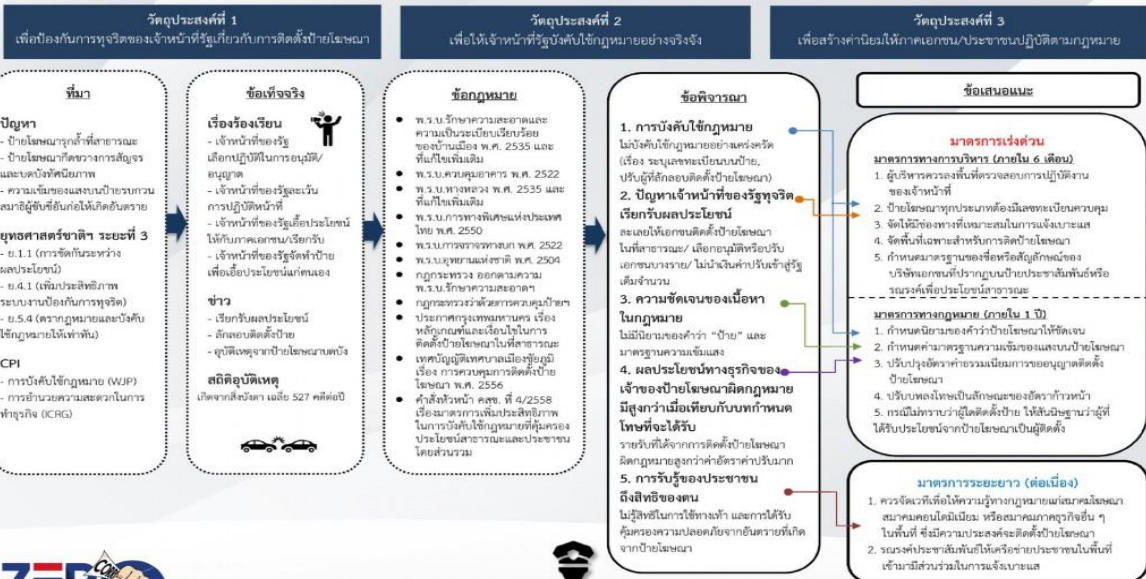 วัตถุประสงค์ที่ 1
เพื่อป้องกันการทุจริตของเจ้าหน้าที่รัฐเกี่ยวกับการติดตั้งป้ายโฆษณา
วัตถุประสงค์ที่ 2
เพื่อให้เจ้าหน้าที่รัฐบังคับใช้กฎหมายอย่างจริงจัง
วัตถุประสงค์ที่ 3
เพื่อสร้างค่านิยมให้ภาคเอกชน/ประชาชนปฏิบัติตามกฎหมาย
ที่มา
ปัญหา
- ป้ายโฆษณารุกล้ำที่สาธารณะ
- ป้ายโฆษณากีดขวางการสัญจร
และบดบังทัศนียภาพ
- ความเข้มของแสงบนป้ายรบกวน
สมาธิผู้ขับขี่อันก่อให้เกิดอันตราย
ยุทธศาสตร์ชาติฯ ระยะที่ 3
- ย.1.1 (การขัดกันระหว่าง
ผลประโยชน์)
- ย.4.1 (เพิ่มประสิทธิภาพ
ระบบงานป้องกันการทุจริต)
- ย.5.4 (ตรากฎหมายและบังคับ
ใช้กฎหมายให้เท่าทัน)
CPI
- การบังคับใช้กฎหมาย (WJP)
- การอำนวยความสะดวกในการ
ทำธุรกิจ (ICRG)
ข้อเท็จจริง
เรื่องร้องเรียน
- เจ้าหน้าที่ของรัฐ
เลือกปฏิบัติในการอนุมัติ/
อนุญาต
- เจ้าหน้าที่ของรัฐละเว้น
การปฏิบัติหน้าที่
- เจ้าหน้าที่ของรัฐเอื้อประโยชน์
ให้กับภาคเอกชน/เรียกรับ
- เจ้าหน้าที่ของรัฐจัดทำป้าย
เพื่อเอื้อประโยชน์แก่ตนเอง
ข่าว
- เรียกรับผลประโยชน์
- ลักลอบติดตั้งป้าย
- อุบัติเหตุจากป้ายโฆษณาบดบัง
สถิติอุบัติเหตุ
เกิดจากสิ่งบังตา เฉลี่ย 527 คดีต่อปี
ข้อกฎหมาย
• พ.ร.บ.รักษาความสะอาดและ
ความเป็นระเบียบเรียบร้อย
ของบ้านเมือง พ.ศ. 2535 และ
ที่แก้ไขเพิ่มเติม
• พ.ร.บ.ควบคุมอาคาร พ.ศ. 2522
• พ.ร.บ.ทางหลวง พ.ศ. 2535 และ
ที่แก้ไขเพิ่มเติม
• พ.ร.บ.การทางพิเศษแห่งประเทศ
ไทย พ.ศ. 2550
• พ.ร.บ.การจราจรทางบก พ.ศ. 2522
• พ.ร.บ.อุทยานแห่งชาติ พ.ศ. 2504
• กฎกระทรวง ออกตามความ
พ.ร.บ.รักษาความสะอาดฯ
• กฎกระทรวงว่าด้วยการควบคุมป้ายฯ
• ประกาศกรุงเทพมหานคร เรื่อง
หลักเกณฑ์และเงื่อนไขในการ
ติดตั้งป้ายโฆษณาในที่สาธารณะ
• เทศบัญญัติเทศบาลเมืองชัยภูมิ
เรื่อง การควบคุมการติดตั้งป้าย
โฆษณา พ.ศ. 2556
• คำสั่งหัวหน้า คสช. ที่ 4/2558
เรื่องมาตรการเพิ่มประสิทธิภาพ
ในการบังคับใช้กฎหมายที่คุ้มครอง
ประโยชน์สาธารณะและประชาชน
โดยส่วนรวม
ข้อพิจารณา
1. การบังคับใช้กฎหมาย
ไม่บังคับใช้กฎหมายอย่างเคร่งครัด
(เรื่อง ระบุเลขทะเบียนบนป้าย,
ปรับผู้ที่ลักลอบติดตั้งป้ายโฆษณา)
2. ปัญหาเจ้าหน้าที่ของรัฐทุจริต
เรียกรับผลประโยชน์
ละเลยให้เอกชนติดตั้งป้ายโฆษณา
ในที่สาธารณะ/ เลือกอนุมัติหรือปรับ
เอกชนบางราย/ ไม่นำเงินค่าปรับเข้าสู่รัฐ
เต็มจำนวน
3. ความชัดเจนของเนื้อหา
ในกฎหมาย
ไม่มีนิยามของคำว่า “ป้าย” และ
มาตรฐานความเข้มแสง
4. ผลประโยชน์ทางธุรกิจของ
เจ้าของป้ายโฆษณาผิดกฎหมาย
มีสูงกว่าเมื่อเทียบกับบทกำหนด
โทษที่จะได้รับ
รายรับที่ได้จากการติดตั้งป้ายโฆษณา
ผิดกฎหมายสูงกว่าค่าอัตราค่าปรับมาก
5. การรับรู้ของประชาชน
ถึงสิทธิของตน
ไม่รู้สิทธิในการใช้ทางเท้า และการได้รับ
คุ้มครองความปลอดภัยจากอันตรายที่เกิด
จากป้ายโฆษณา
ข้อเสนอแนะ
มาตรการเร่งด่วน
มาตรการทางการบริหาร (ภายใน 6 เดือน)
1. ผู้บริหารควรลงพื้นที่ตรวจสอบการปฏิบัติงาน
ของเจ้าหน้าที่
2. ป้ายโฆษณาทุกประเภทต้องมีเลขทะเบียนควบคุม
3. จัดให้มีช่องทางที่เหมาะสมในการแจ้งเบาะแส
4. จัดพื้นที่เฉพาะสำหรับการติดป้ายโฆษณา
5. กำหนดมาตรฐานของชื่อหรือสัญลักษณ์ของ
บริษัทเอกชนที่ปรากฏบนป้ายประชาสัมพันธ์หรือ
รณรงค์เพื่อประโยชน์สาธารณะ
มาตรการทางกฎหมาย (ภายใน 1 ปี)
1. กำหนดนิยามของคำว่าป้ายโฆษณาให้ชัดเจน
2. กำหนดค่ามาตรฐานความเข้มของแสงบนป้ายโฆษณา
3. ปรับปรุงอัตราค่าธรรมเนียมการขออนุญาตติดตั้ง
ป้ายโฆษณา
4. ปรับบทลงโทษเป็นลักษณะของอัตราก้าวหน้า
5. กรณีไม่ทราบว่าผู้ใดติดตั้งป้าย ให้สันนิษฐานว่าผู้ที่
ได้รับประโยชน์จากป้ายโฆษณาเป็นผู้ติดตั้ง
มาตรการระยะยาว (ต่อเนื่อง)
1. ควรจัดเวทีเพื่อให้ความรู้ทางกฎหมายแก่สมาคมโฆษณา
สมาคมคอนโดมิเนียม หรือสมาคมภาคธุรกิจอื่น ๆ
ในพื้นที่ ซึ่งมีความประสงค์จะติดตั้งป้ายโฆษณา
2. รณรงค์ประชาสัมพันธ์ให้เครือข่ายประชาชนในพื้นที่
เข้ามามีส่วนร่วมในการแจ้งเบาะแส